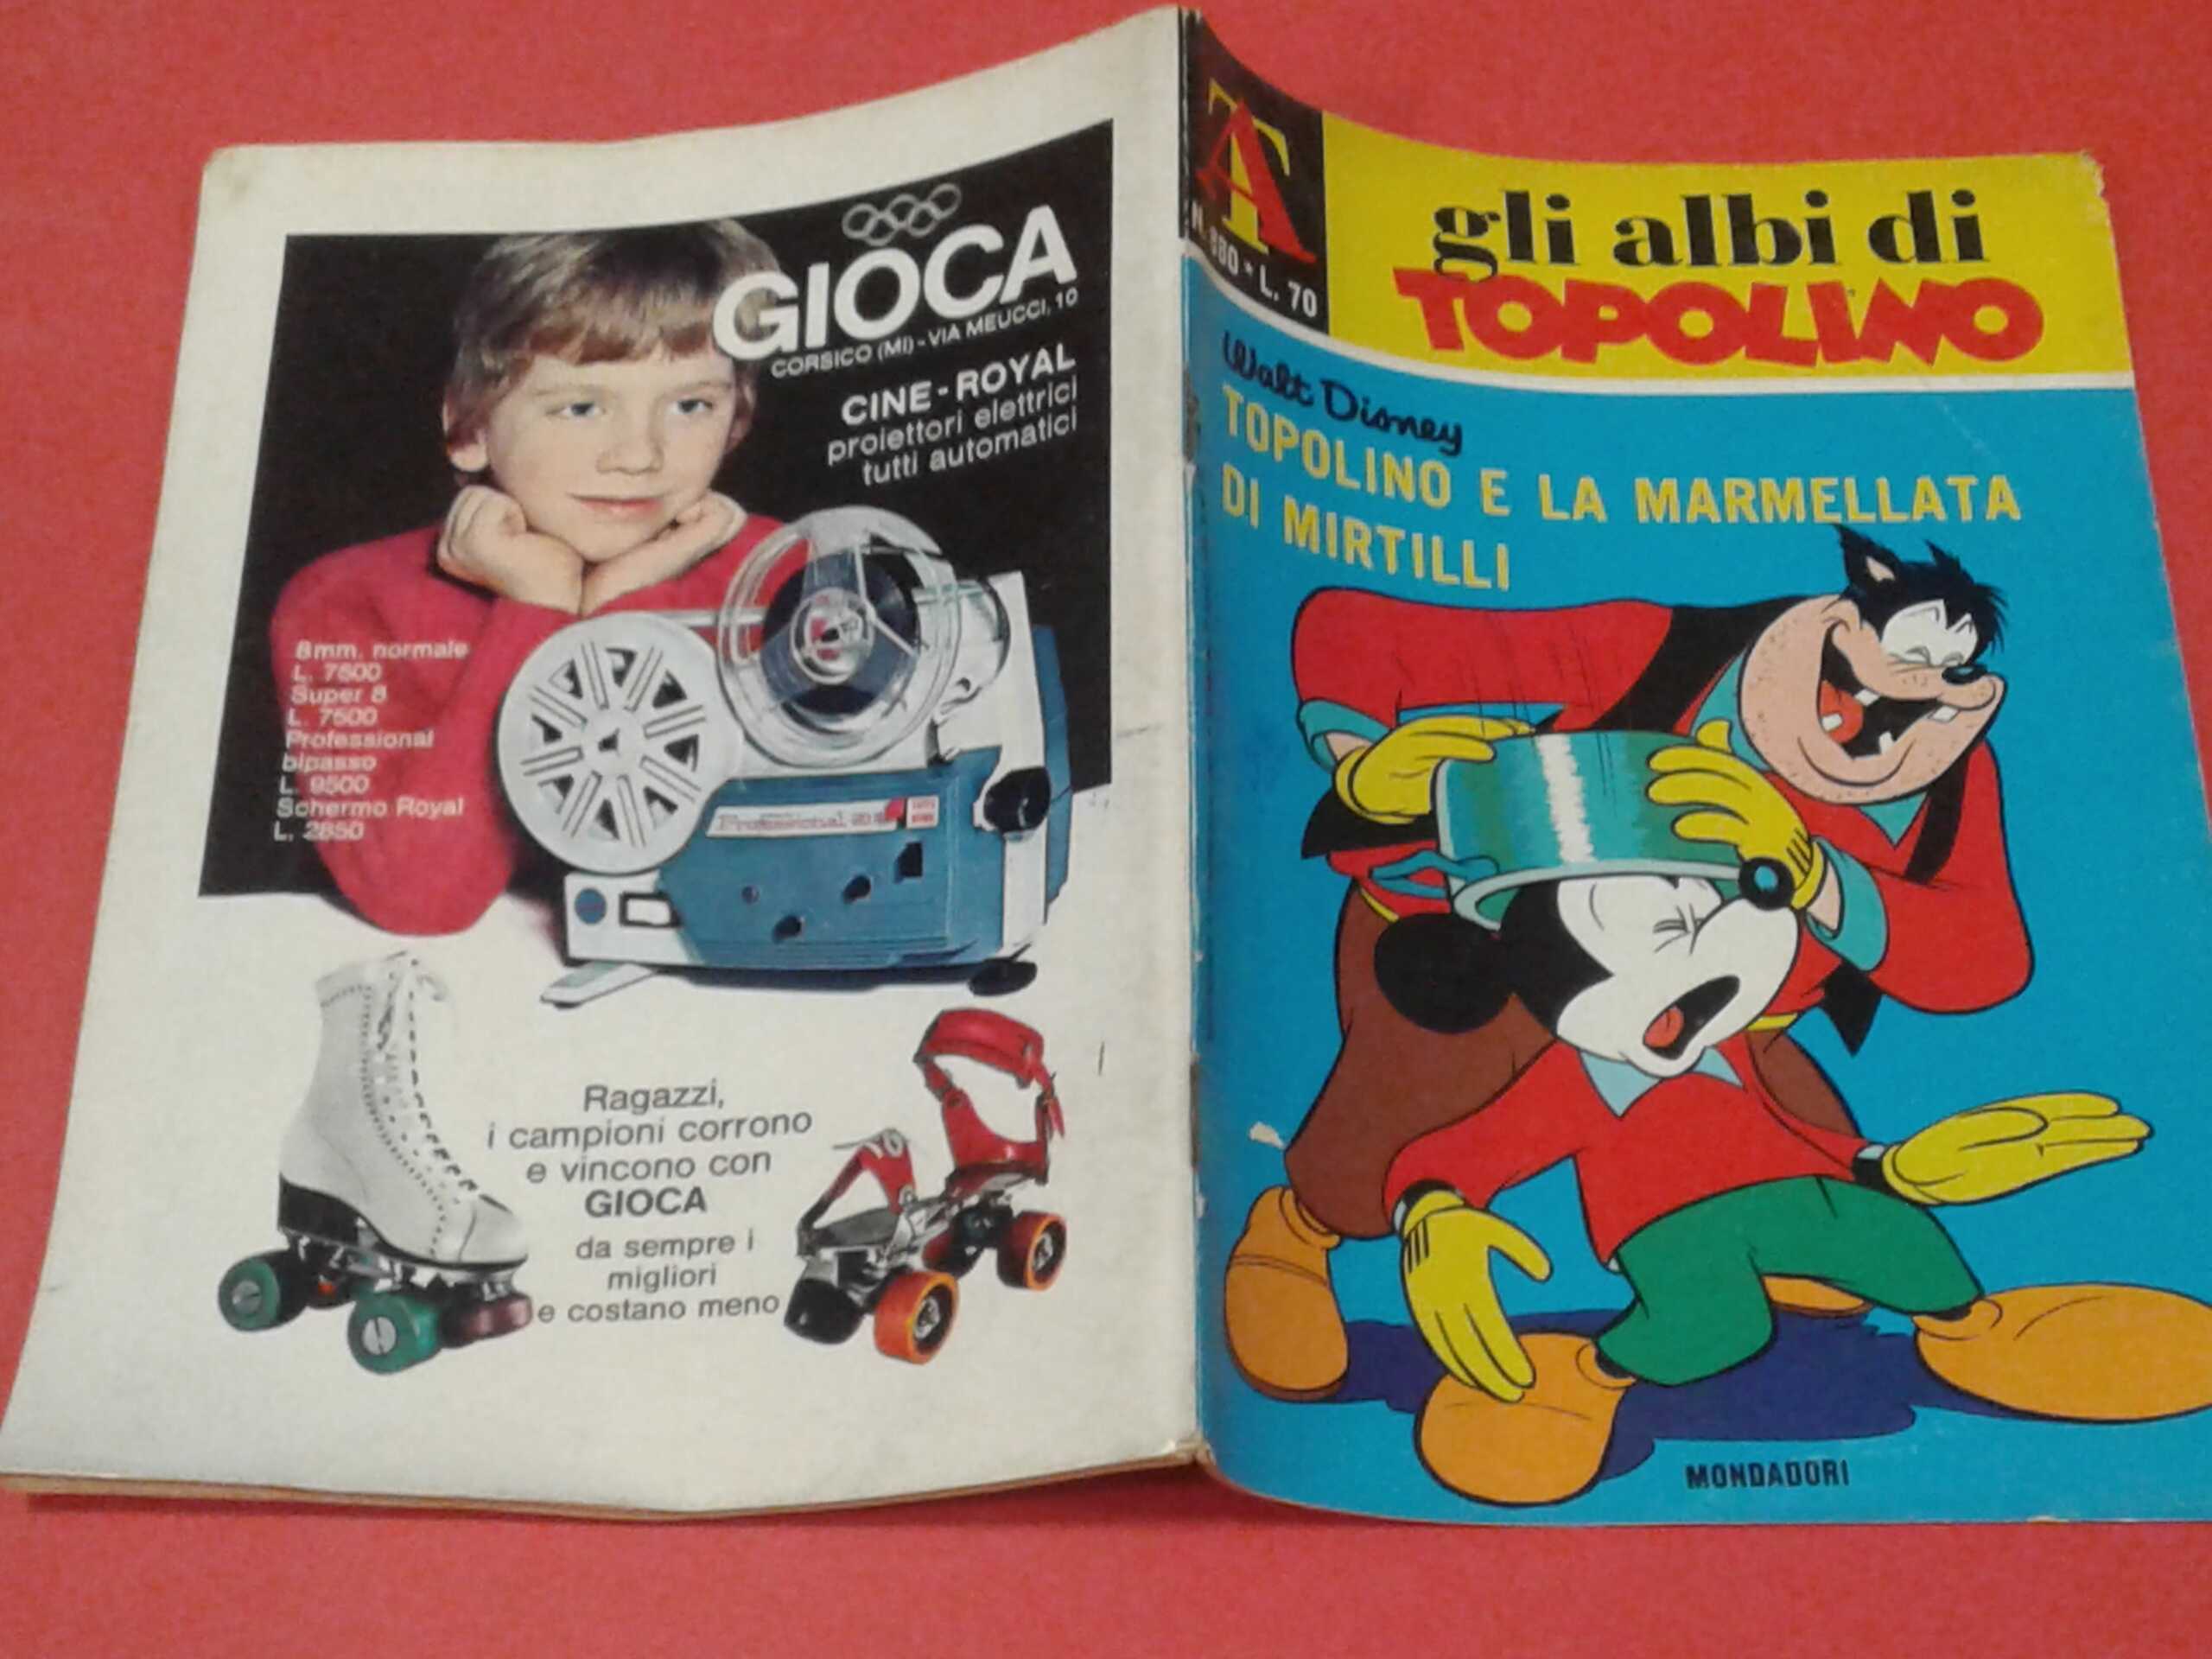 GIOCA
CORSICO (MI) - VIA MEUCCI, 10
CINE - ROYAL
proiettori elettrici
tutti automatici
8mm. normale
L. 7500
Super 8
L. 7500
Professional
bipasso
L. 9500
Schermo Royal
L. 2850
Professional
Ragazzi,
i campioni corrono
e vincono con
GIOCA
da sempre i
migliori
e costano meno
AT
L. 70
gli albi di
TOPOLINO
Walt Disney
TOPOLINO E LA MARMELLATA
DI MIRTILLI
MONDADORI